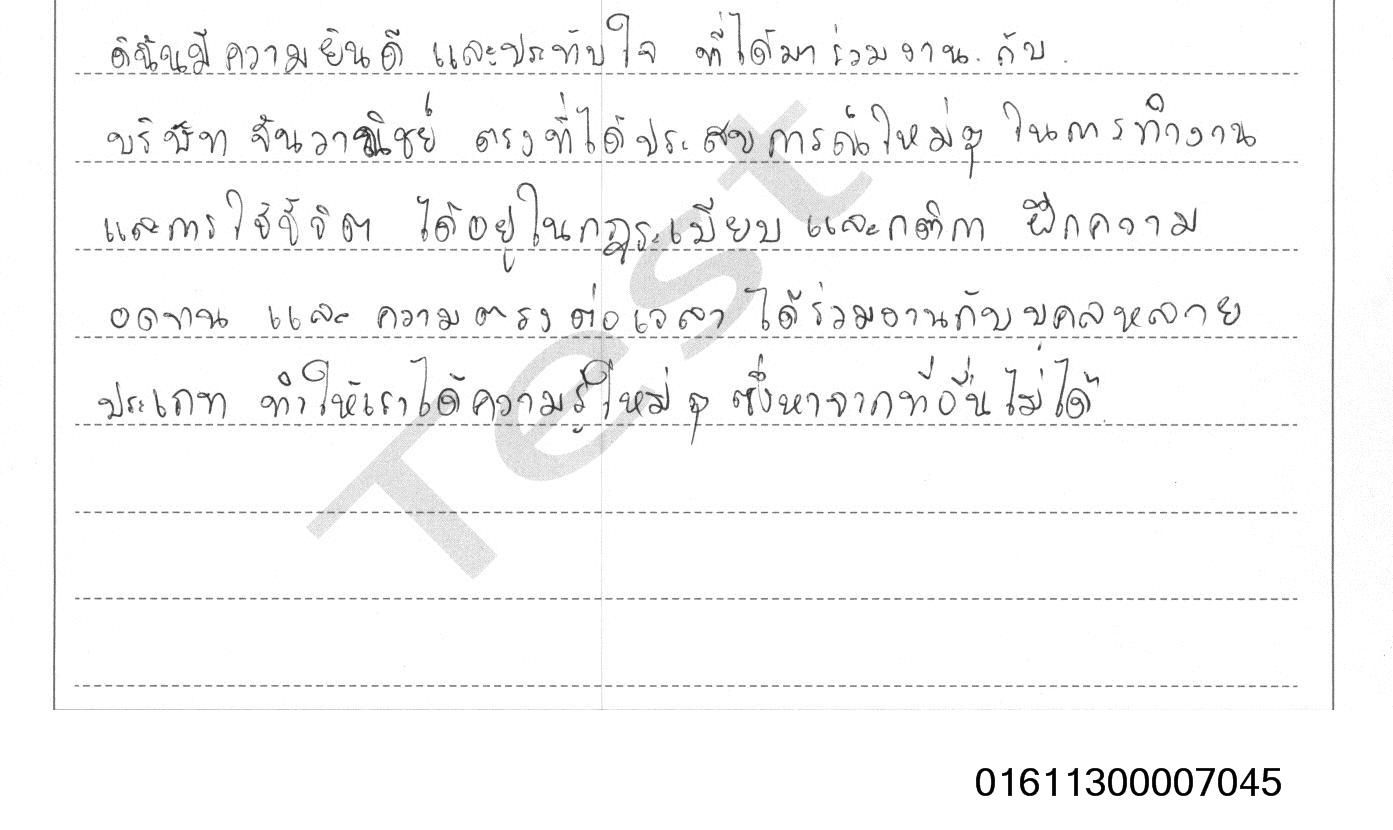 ดิฉันมีความยินดี และประทับใจ ที่ได้มาร่วมงาน. กับ.
บริษัท จันวาณิชย์ ตรงที่ได้ประสบการณ์ใหม่ๆ ในการทำงาน
และการใช้ชีวิต ได้อยู่ในกฎระเบียบและกติกา ฝึกความ
อดทน และ ความตรงต่อเวลา ได้ร่วมงานกับบุคลหลาย
ประเภท ทำให้เราได้ความรู้ใหม่ๆ ซึ่งหาจากที่อื่นไม่ได้
Test
01611300007045